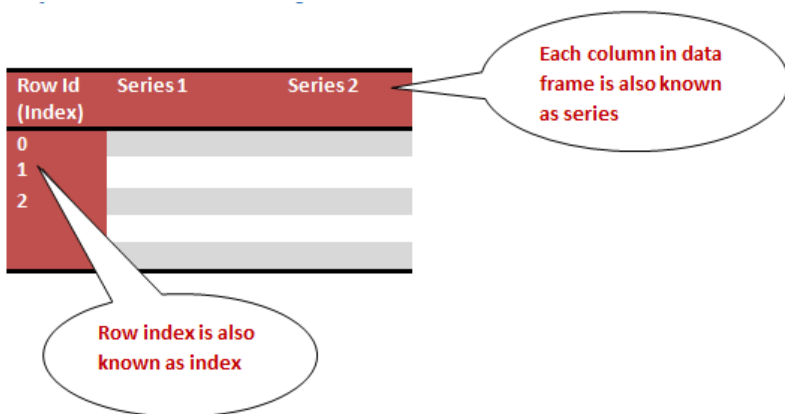 Each column in data
frame is also known
as series
Row Id Series 1 Series 2
(Index)
0
1
2
Row index is also
known as index